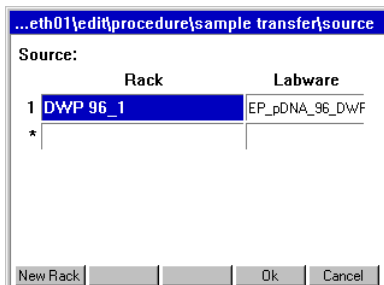 ...eth01\edit\procedure\sample transfer\source
Source:
Rack Labware
1 DWP 96_1 EP_pDNA_96_DWF
*
New Rack Ok Cancel